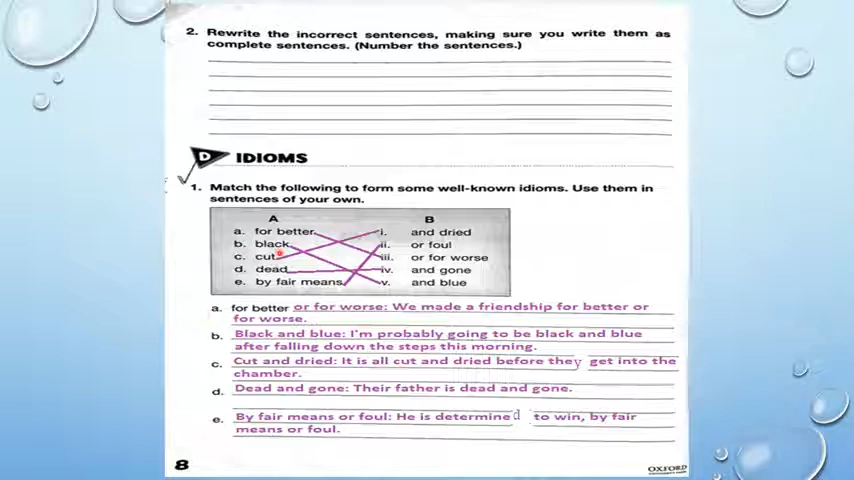 2. Rewrite the incorrect sentences, making sure you write them as
complete sentences. (Number the sentences.)
D IDIOMS
1. Match the following to form some well-known idioms. Use them in
sentences of your own.
A B
a. for better i. and dried
b. black ii. or foul
c. cut iii. or for worse
d. dead iv. and gone
e. by fair means v. and blue
a. for better or for worse: We made a friendship for better or
for worse.
b. Black and blue: I'm probably going to be black and blue
after falling down the steps this morning.
c. Cut and dried: It is all cut and dried before they get into the
chamber.
d. Dead and gone: Their father is dead and gone.
e. By fair means or foul: He is determined to win, by fair
means or foul.
8
OXFORD